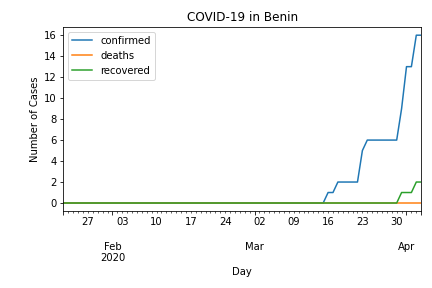 COVID-19 in Benin
confirmed
deaths
recovered
Number of Cases
16
14
12
10
8
6
4
2
0
27 03 10 17 24 02 09 16 23 30
Feb Mar Apr
2020
Day